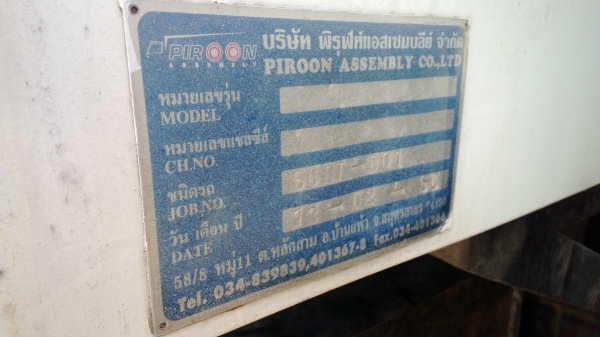 PIROON
ASSEMBLY
บริษัท พิรุฬห์แอสเซมบลีย์ จำกัด
PIROON ASSEMBLY CO.,LTD
หมายเลขรุ่น
MODEL
หมายเลขแชสซีส์
CH.NO.
ชนิดรถ
JOB.NO.
วัน เดือน ปี
DATE
58/8 หมู่11 ต.หลักสาม อ.บ้านแพ้ว จ.สมุทรสาคร
Tel. 034-859839,401367-8 Fax.034-401366